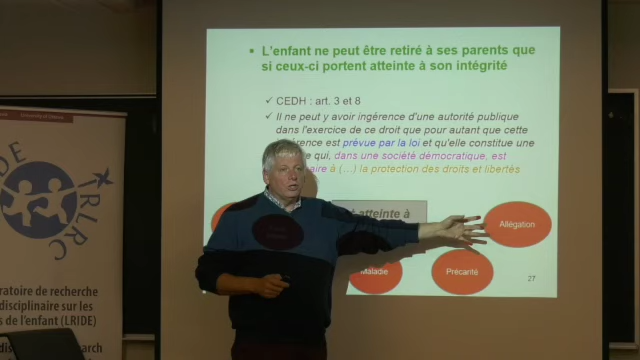 L'enfant ne peut être retiré à ses parents que
si ceux-ci portent atteinte à son intégrité
CEDH : art. 3 et 8
Il ne peut y avoir ingérence d'une autorité publique
dans l'exercice de ce droit que pour autant que cette
est prévue par la loi et qu'elle constitue une
qui, dans une société démocratique, est
à (…) la protection des droits et libertés
atteinte à
Allégation
Maladie
Précarité
27
RLRC
ratoire de recherche
disciplinaire sur les
s de l'enfant (LRIDE)